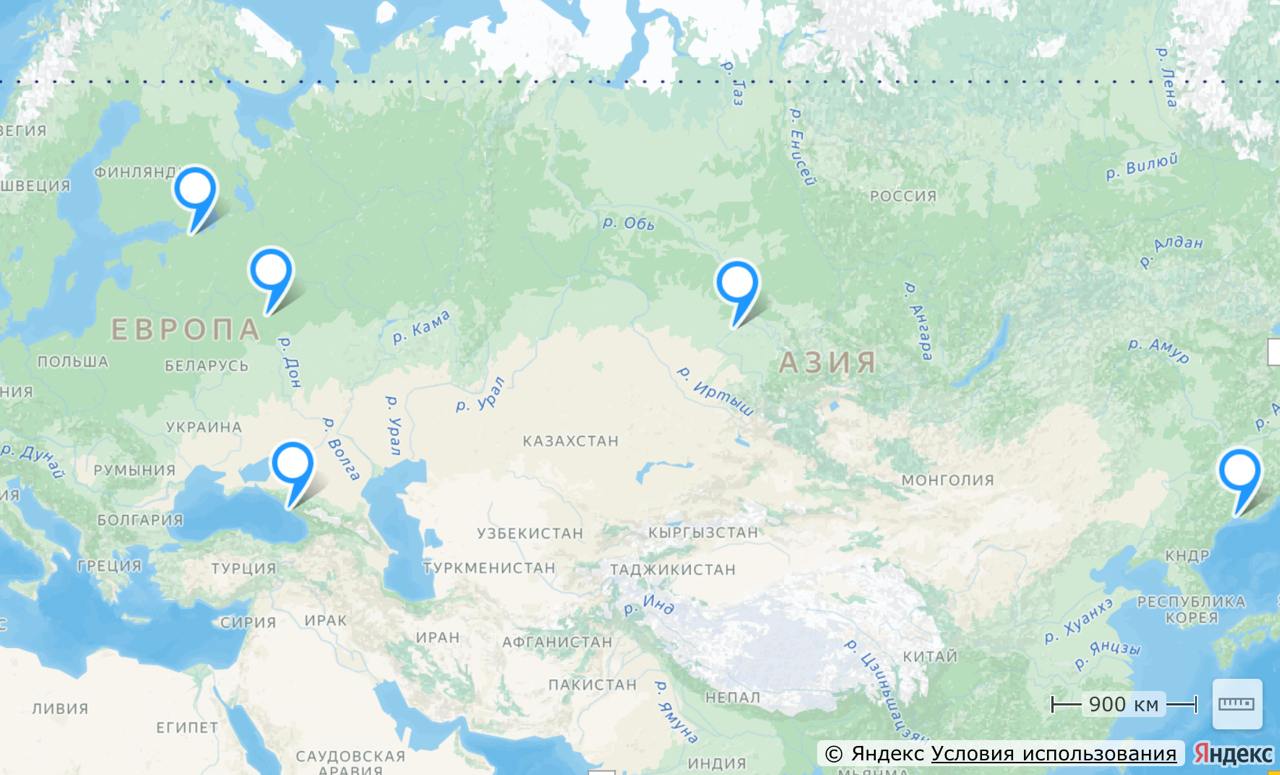 р. Таз
р. Лена
ВЕГИЯ
р. Енисей
ФИНЛЯНД
р. Вилюй
ШВЕЦИЯ
РОССИЯ
р. Обь
р. Алдан
ЕВРОПА
р. Кама
р. Ангара
р. Амур
ПОЛЬША
БЕЛАРУСЬ
р. Дон
АЗИЯ
НИЯ
р. Урал
р. Урал
р. Иртыш
р. А
УКРАИНА
р. Волга
КАЗАХСТАН
р. Дунай
РУМЫНИЯ
МОНГОЛИЯ
ИЯ
БОЛГАРИЯ
УЗБЕКИСТАН
КЫРГЫЗСТАН
КНДР
ГРЕЦИЯ
ТУРЦИЯ
ТУРКМЕНИСТАН
ТАДЖИКИСТАН
р. Инд
р. Хуанхэ
РЕСПУБЛИКА
КОРЕЯ
С
СИРИЯ
ИРАК
ИРАН
АФГАНИСТАН
р. Янцзы
р. Цзиньшацзян
КИТАЙ
ПАКИСТАН
НЕПАЛ
р. Ямуна
ЛИВИЯ
900 км
ЕГИПЕТ
САУДОВСКАЯ
АРАВИЯ
ИНДИЯ
МЬЯНМА
© Яндекс Условия использования
Яндекс